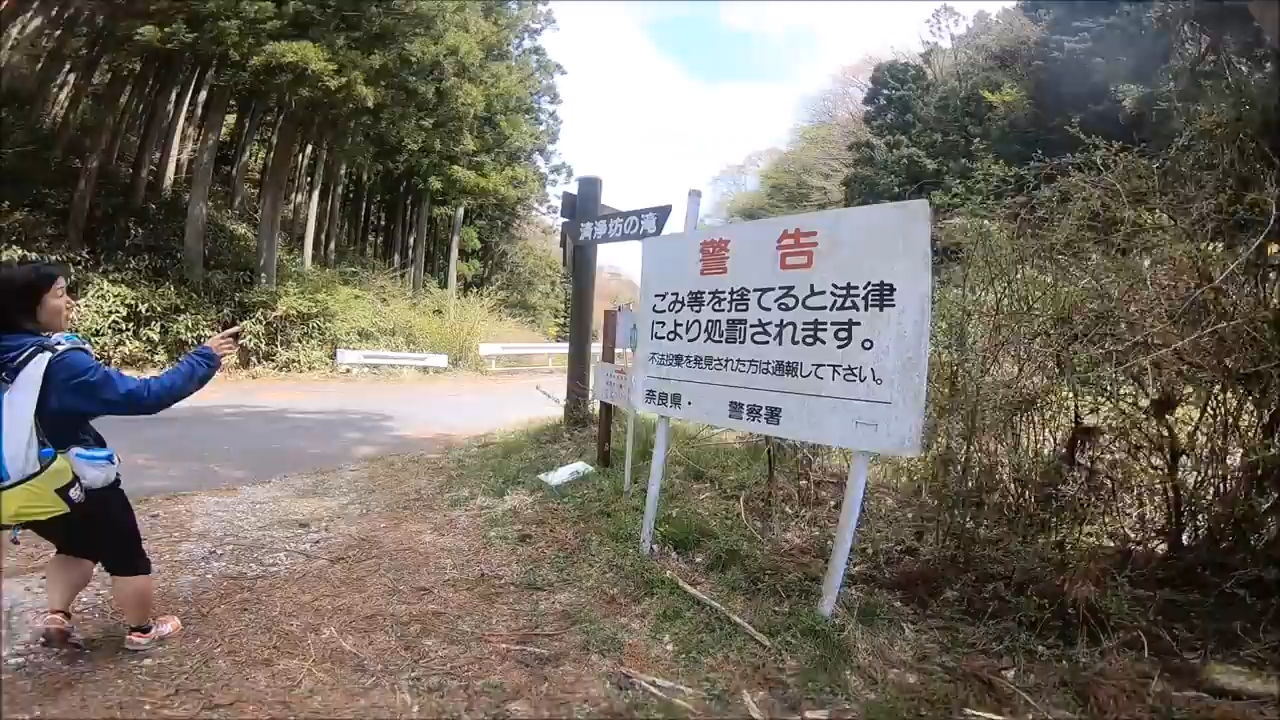 清浄坊の滝
警告
ごみ等を捨てると法律
により処罰されます。
不法投棄を発見された方は通報して下さい。
奈良県・ 警察署